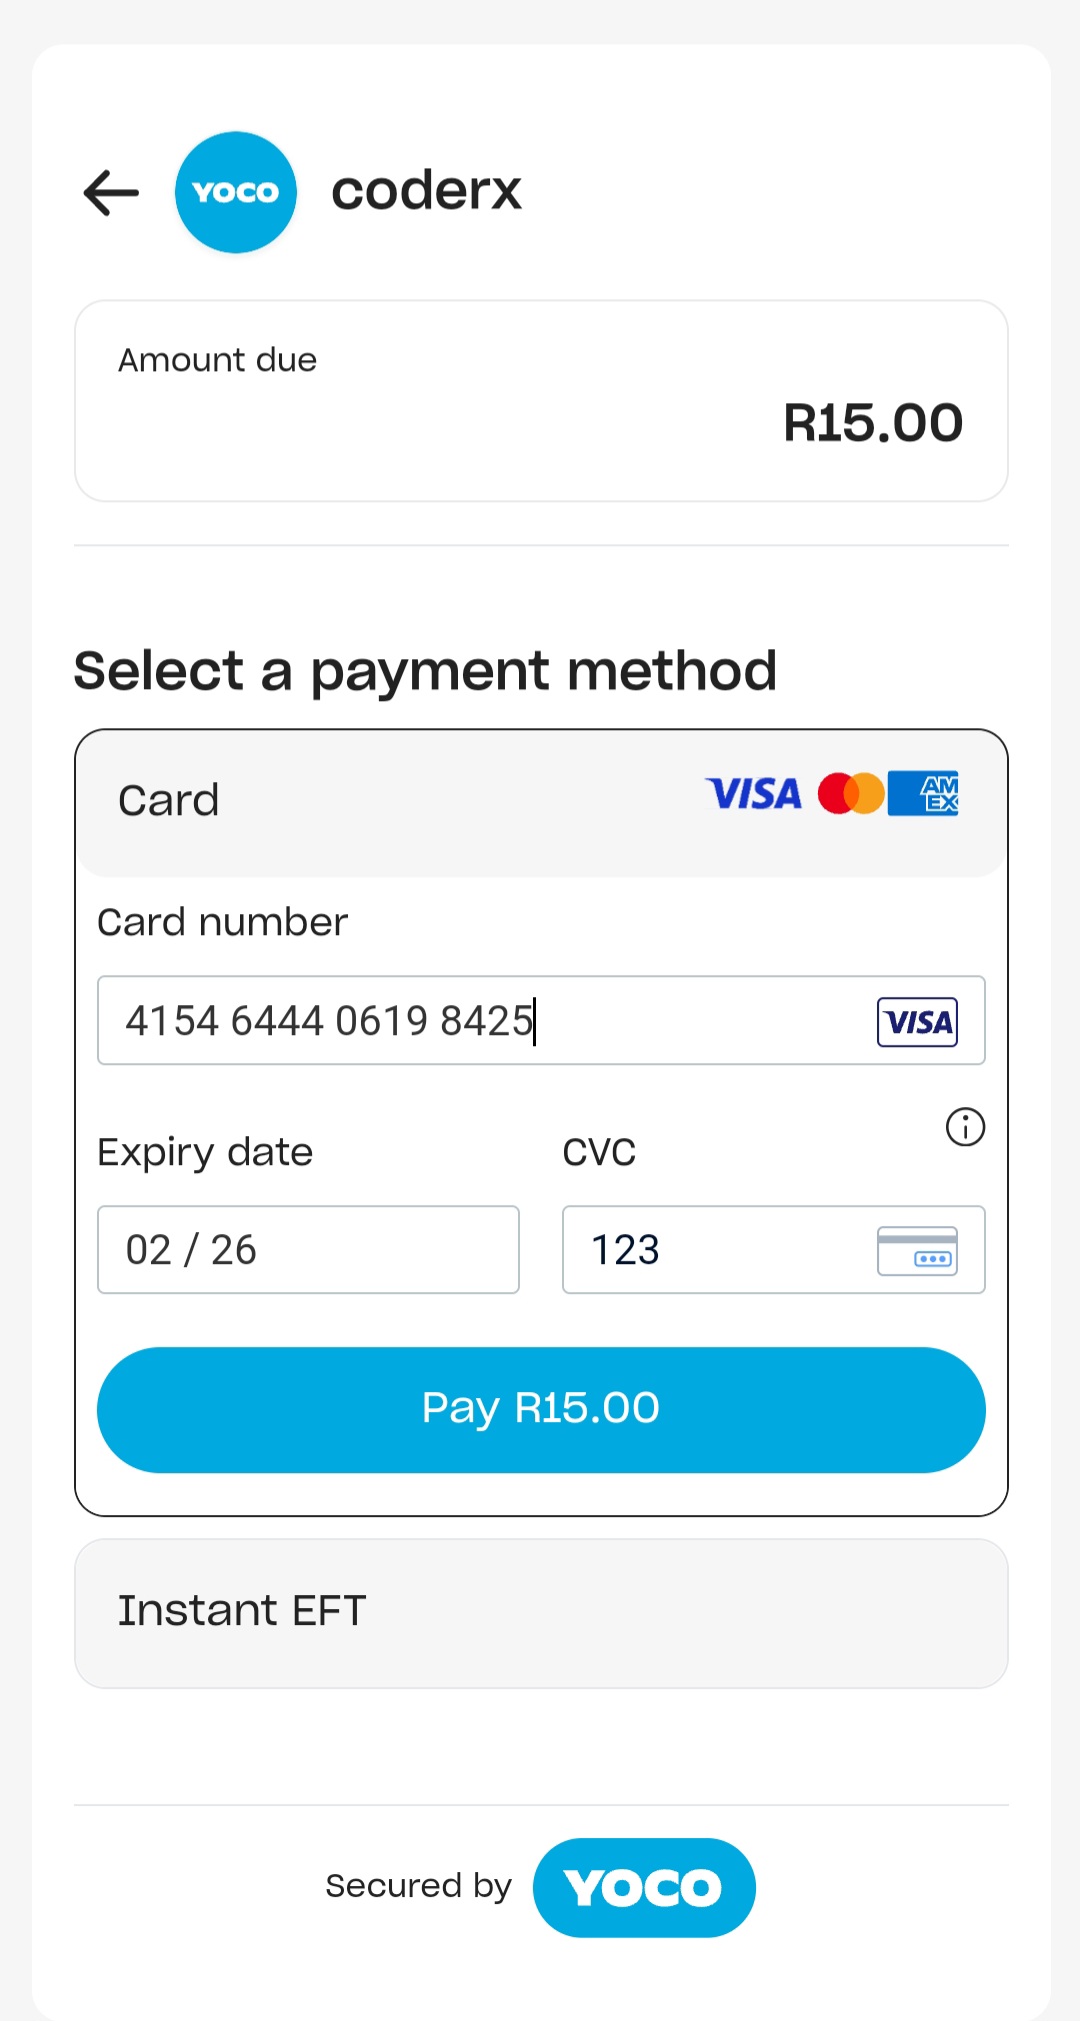 YOCO
coderx
Amount due
R15.00
Select a payment method
Card
VISA
AM
EX
Card number
4154 6444 0619 8425
VISA
Expiry date
CVC
02 / 26
123
Pay R15.00
Instant EFT
Secured by YOCO